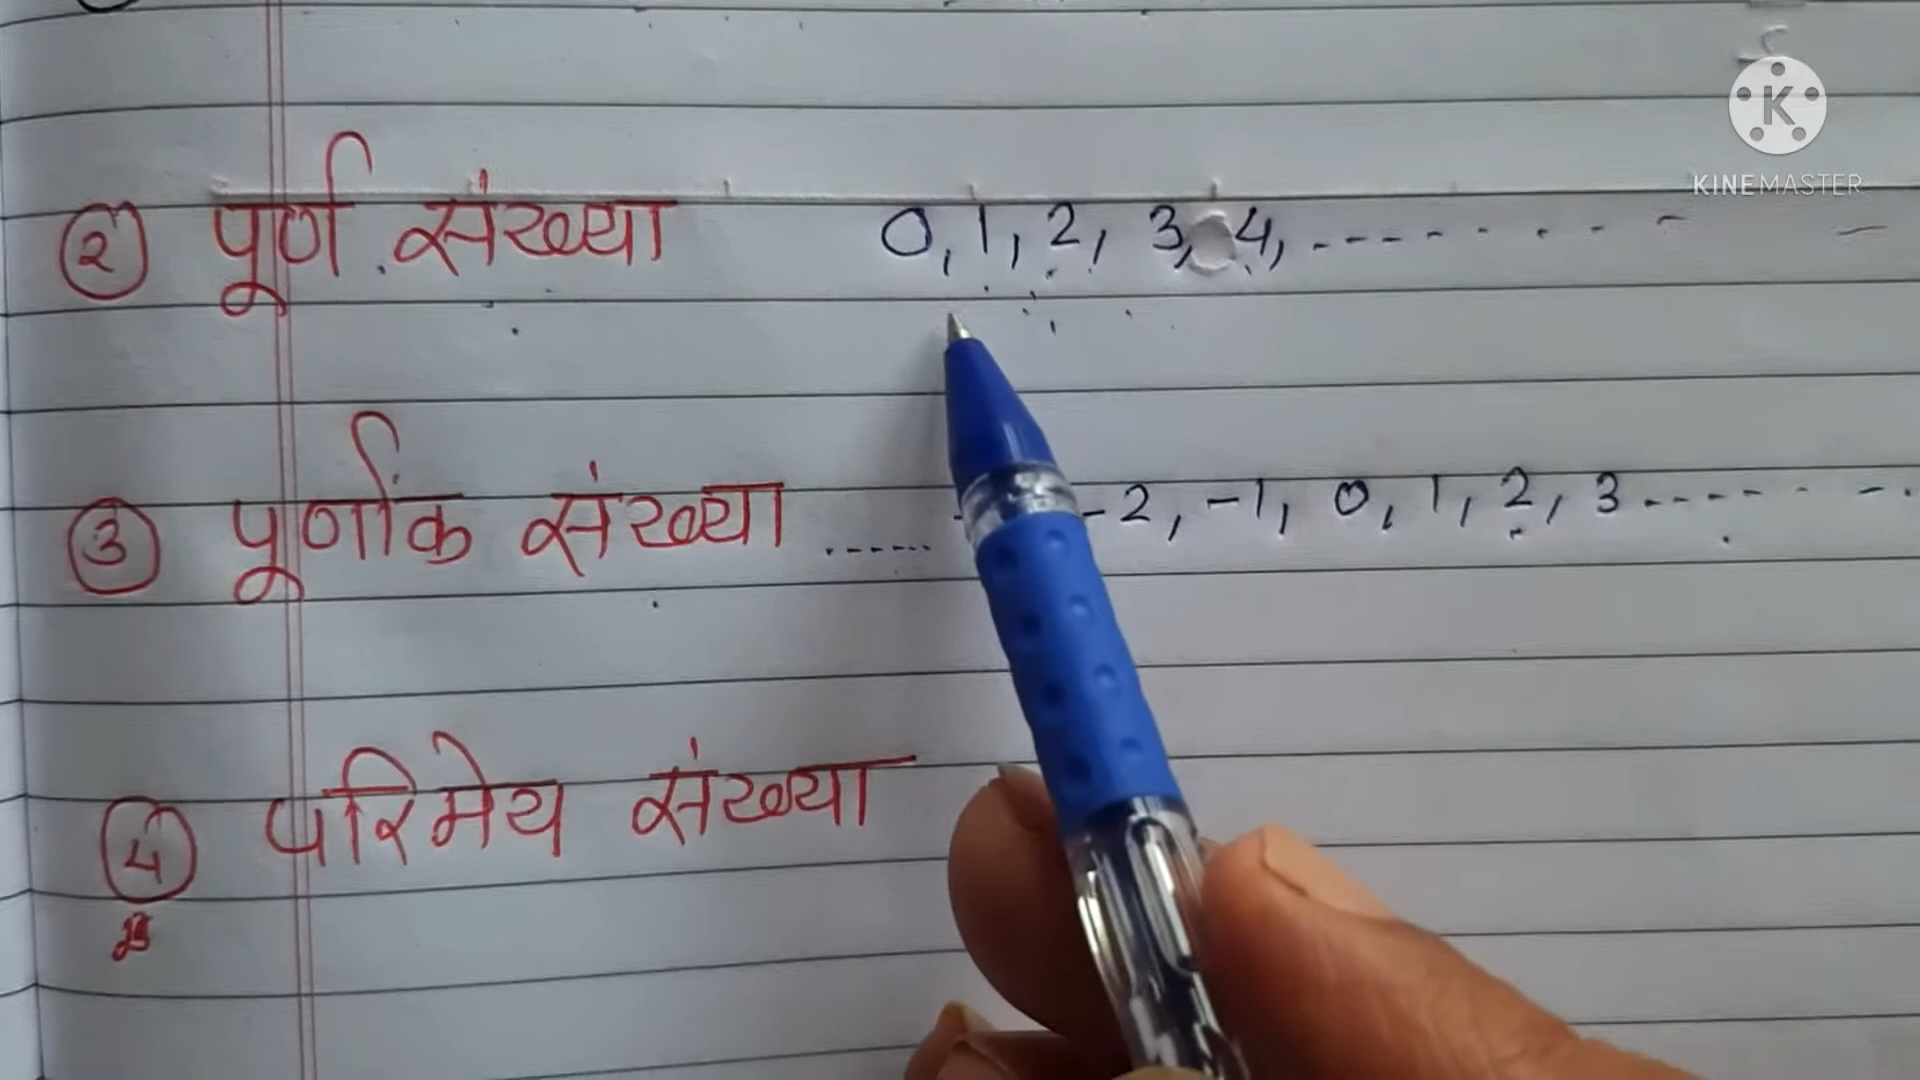 K
KINEMASTER
② पूर्ण संख्या 0, 1, 2, 3, 4, --------
③ पूर्णांक संख्या ...... -2, -1, 0, 1, 2, 3 ------
④ परिमेय संख्या